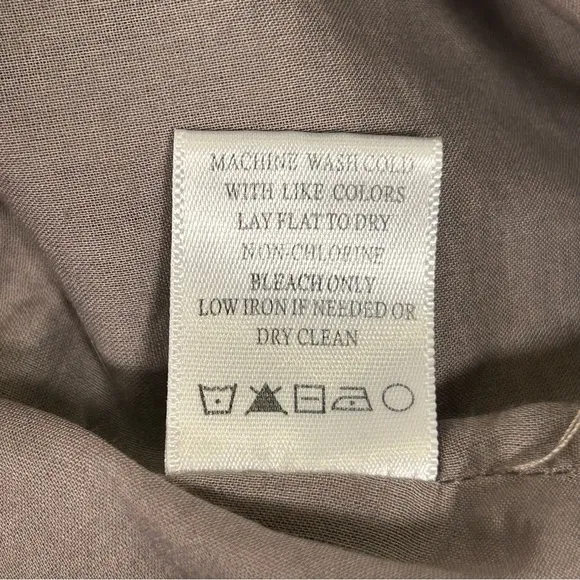 MACHINE WASH COLD
WITH LIKE COLORS
LAY FLAT TO DRY
NON-CHLORINE
BLEACH ONLY
LOW IRON IF NEEDED OR
DRY CLEAN